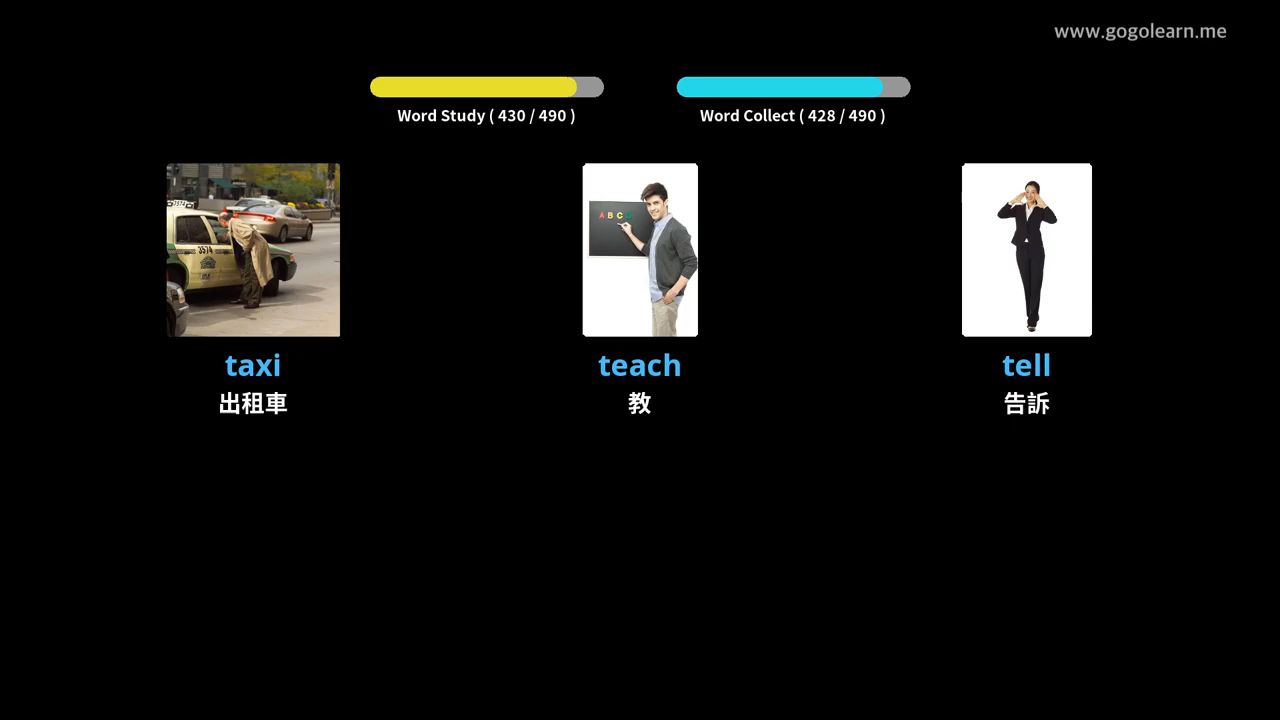 www.gogolearn.me
Word Study ( 430 / 490 )
Word Collect ( 428 / 490 )
3574
A B C D
taxi
teach
tell
出租車
教
告訴